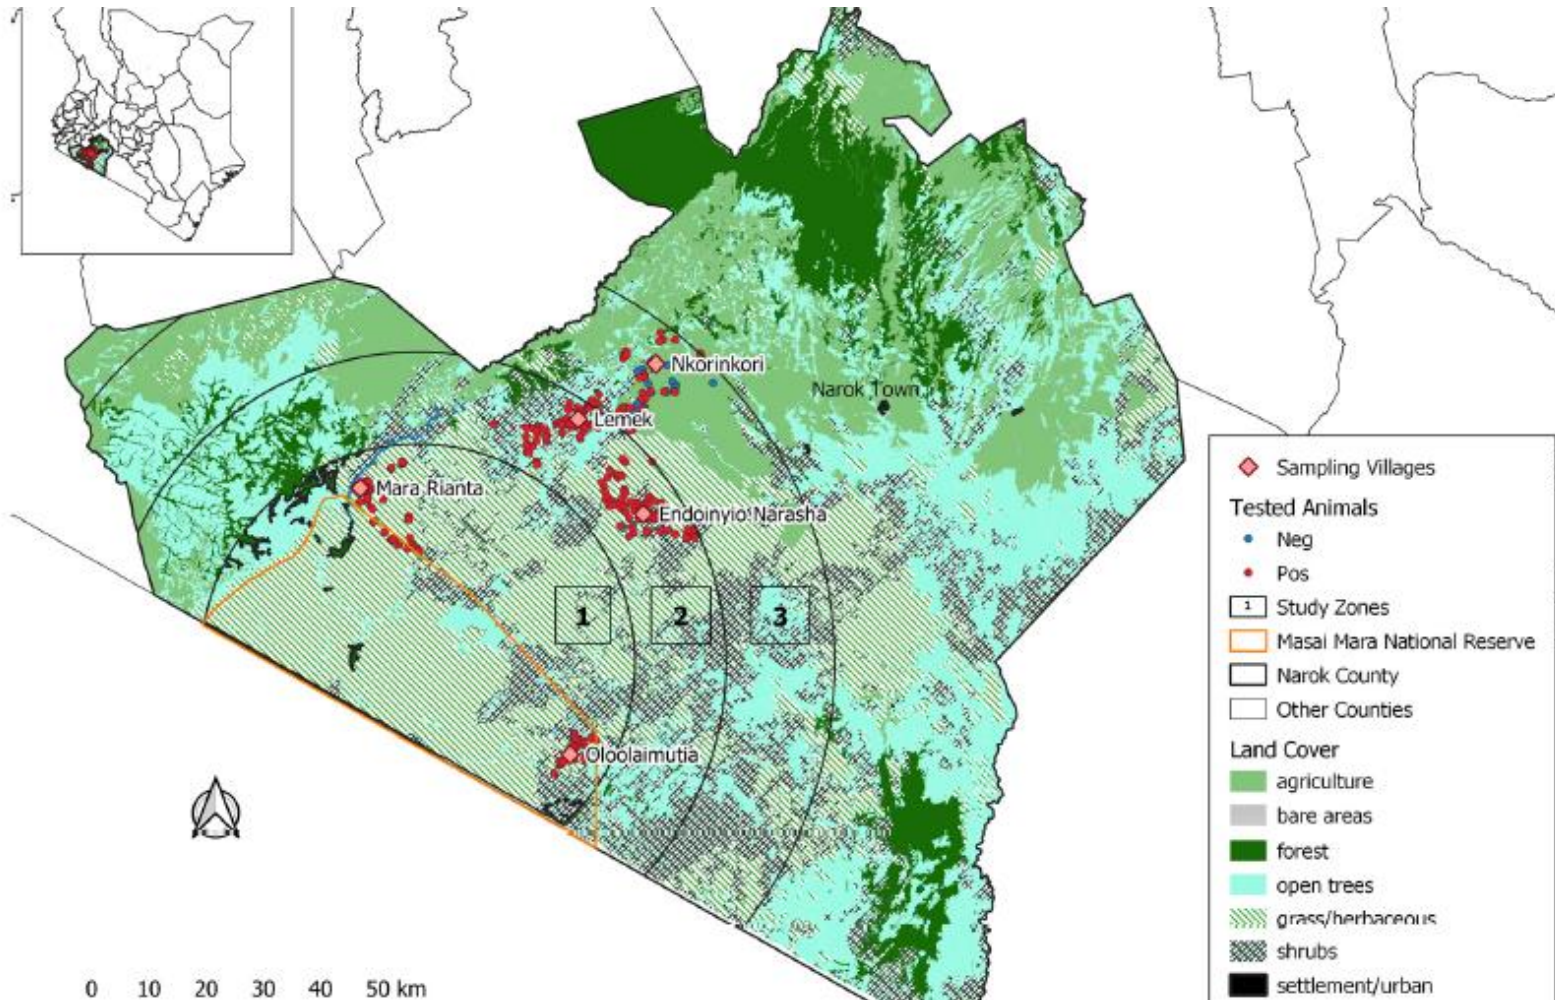 Nkorinkori
Narok Town
Lemek
Mara Rianta
Endoinyio Narasha
1
2
3
Oloolaimutia
0 10 20 30 40 50 km
Sampling Villages
Tested Animals
Neg
Pos
1 Study Zones
Masai Mara National Reserve
Narok County
Other Counties
Land Cover
agriculture
bare areas
forest
open trees
grass/herbaceous
shrubs
settlement/urban